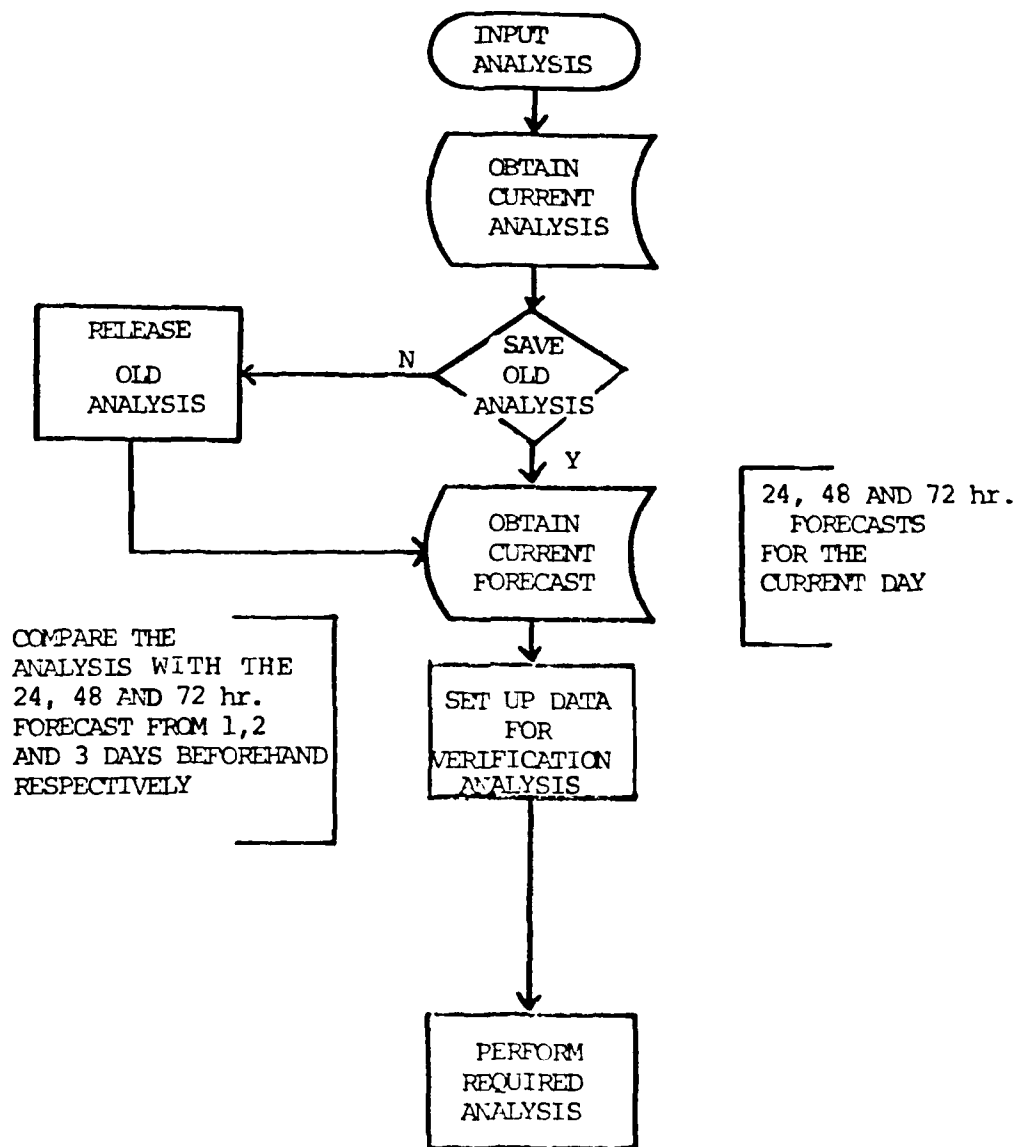 INPUT
ANALYSIS
OBTAIN
CURRENT
ANALYSIS
SAVE
OLD
ANALYSIS
N
RELEASE
OLD
ANALYSIS
Y
OBTAIN
CURRENT
FORECAST
24, 48 AND 72 hr.
FORECASTS
FOR THE
CURRENT DAY
COMPARE THE
ANALYSIS WITH THE
24, 48 AND 72 hr.
FORECAST FROM 1,2
AND 3 DAYS BEFOREHAND
RESPECTIVELY
SET UP DATA
FOR
VERIFICATION
ANALYSIS
PERFORM
REQUIRED
ANALYSIS